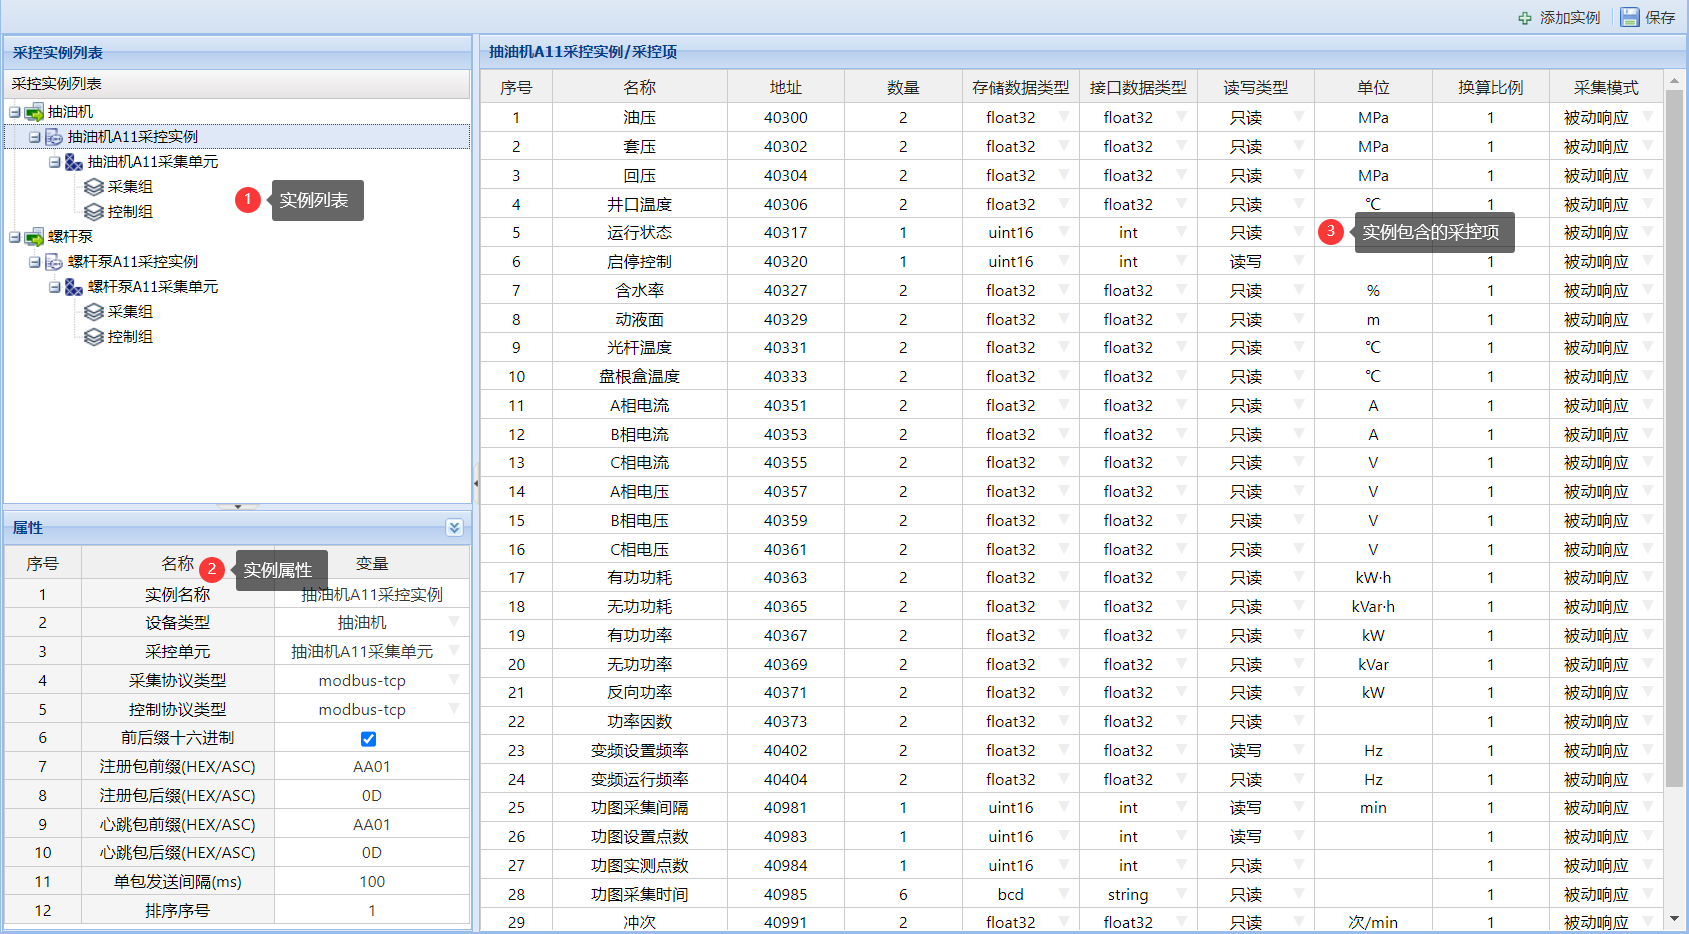 添加实例 保存
采控实例列表
采控实例列表
抽油机
抽油机A11采控实例
抽油机A11采集单元
采集组
控制组
螺杆泵
螺杆泵A11采控实例
螺杆泵A11采集单元
采集组
控制组
1 实例列表
属性
序号 名称 变量
2 实例属性
1 实例名称 抽油机A11采控实例
2 设备类型 抽油机
3 采控单元 抽油机A11采集单元
4 采集协议类型 modbus-tcp
5 控制协议类型 modbus-tcp
6 前后缀十六进制
7 注册包前缀(HEX/ASC) AA01
8 注册包后缀(HEX/ASC) 0D
9 心跳包前缀(HEX/ASC) AA01
10 心跳包后缀(HEX/ASC) 0D
11 单包发送间隔(ms) 100
12 排序序号 1
抽油机A11采控实例/采控项
序号 名称 地址 数量 存储数据类型 接口数据类型 读写类型 单位 换算比例 采集模式
1 油压 40300 2 float32 float32 只读 MPa 1 被动响应
2 套压 40302 2 float32 float32 只读 MPa 1 被动响应
3 回压 40304 2 float32 float32 只读 MPa 1 被动响应
4 井口温度 40306 2 float32 float32 只读 ℃ 1 被动响应
5 运行状态 40317 1 uint16 int 只读 被动响应
3 实例包含的采控项
6 启停控制 40320 1 uint16 int 读写 1 被动响应
7 含水率 40327 2 float32 float32 只读 % 1 被动响应
8 动液面 40329 2 float32 float32 只读 m 1 被动响应
9 光杆温度 40331 2 float32 float32 只读 ℃ 1 被动响应
10 盘根盒温度 40333 2 float32 float32 只读 ℃ 1 被动响应
11 A相电流 40351 2 float32 float32 只读 A 1 被动响应
12 B相电流 40353 2 float32 float32 只读 A 1 被动响应
13 C相电流 40355 2 float32 float32 只读 V 1 被动响应
14 A相电压 40357 2 float32 float32 只读 V 1 被动响应
15 B相电压 40359 2 float32 float32 只读 V 1 被动响应
16 C相电压 40361 2 float32 float32 只读 V 1 被动响应
17 有功功耗 40363 2 float32 float32 只读 kW·h 1 被动响应
18 无功功耗 40365 2 float32 float32 只读 kVar·h 1 被动响应
19 有功功率 40367 2 float32 float32 只读 kW 1 被动响应
20 无功功率 40369 2 float32 float32 只读 kVar 1 被动响应
21 反向功率 40371 2 float32 float32 只读 kW 1 被动响应
22 功率因数 40373 2 float32 float32 只读 1 被动响应
23 变频设置频率 40402 2 float32 float32 读写 Hz 1 被动响应
24 变频运行频率 40404 2 float32 float32 只读 Hz 1 被动响应
25 功图采集间隔 40981 1 uint16 int 读写 min 1 被动响应
26 功图设置点数 40983 1 uint16 int 读写 1 被动响应
27 功图实测点数 40984 1 uint16 int 只读 1 被动响应
28 功图采集时间 40985 6 bcd string 只读 1 被动响应
29 冲次 40991 2 float32 float32 只读 次/min 1 被动响应